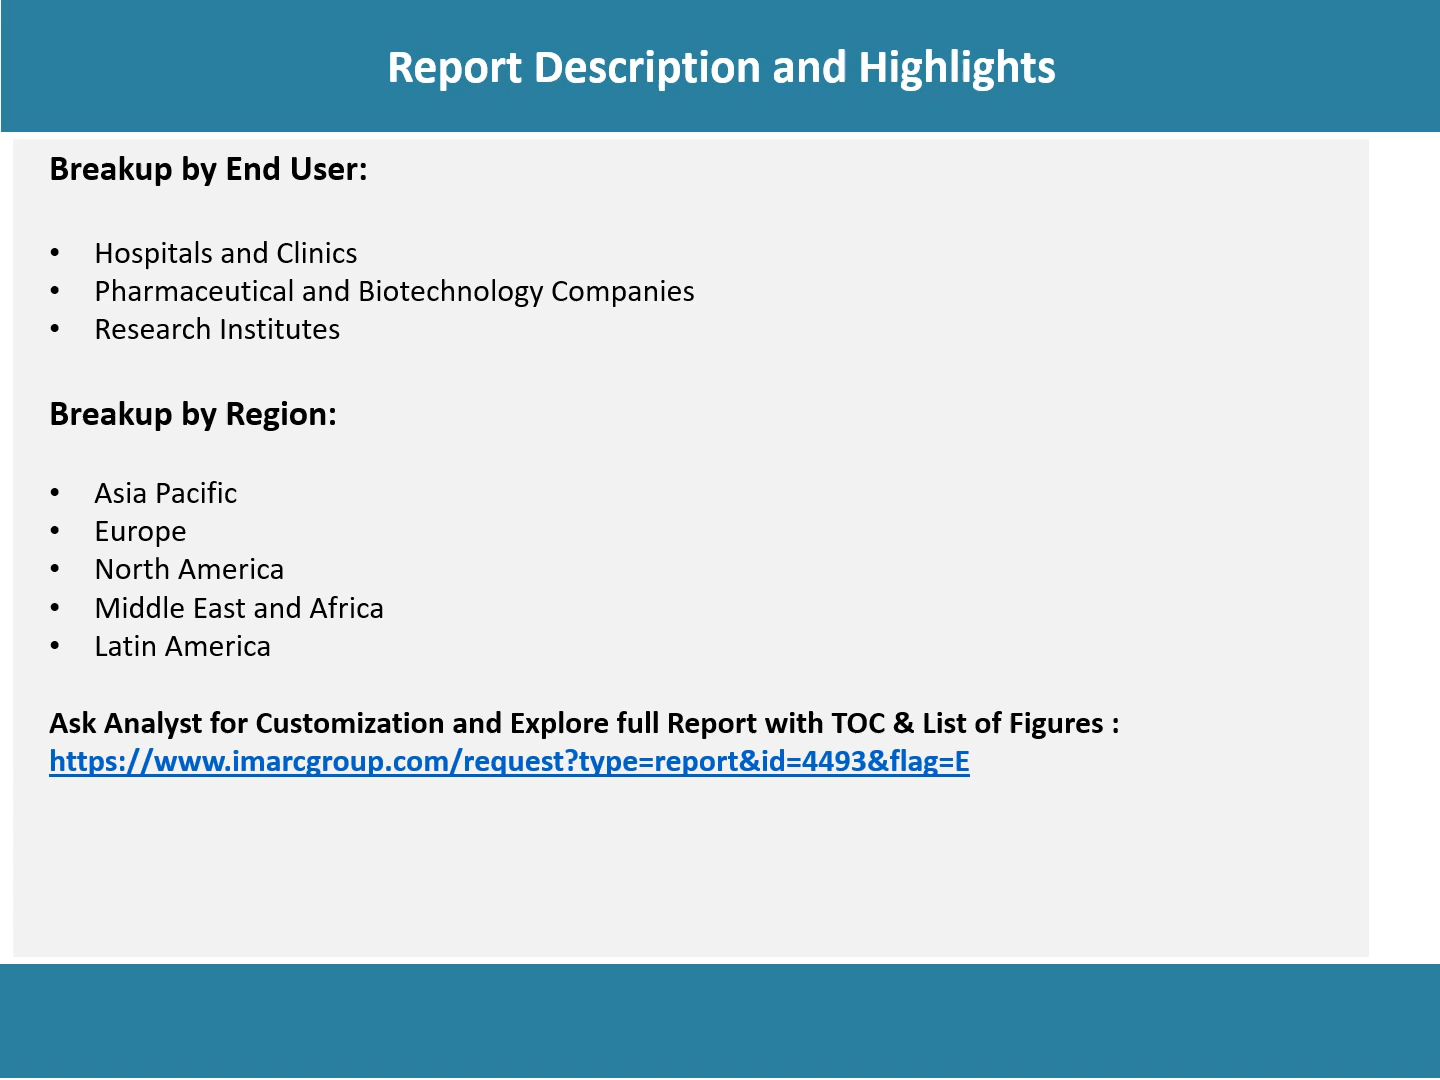 Report Description and Highlights
Breakup by End User:
• Hospitals and Clinics
• Pharmaceutical and Biotechnology Companies
• Research Institutes
Breakup by Region:
• Asia Pacific
• Europe
• North America
• Middle East and Africa
• Latin America
Ask Analyst for Customization and Explore full Report with TOC & List of Figures :
https://www.imarcgroup.com/request?type=report&id=4493&flag=E